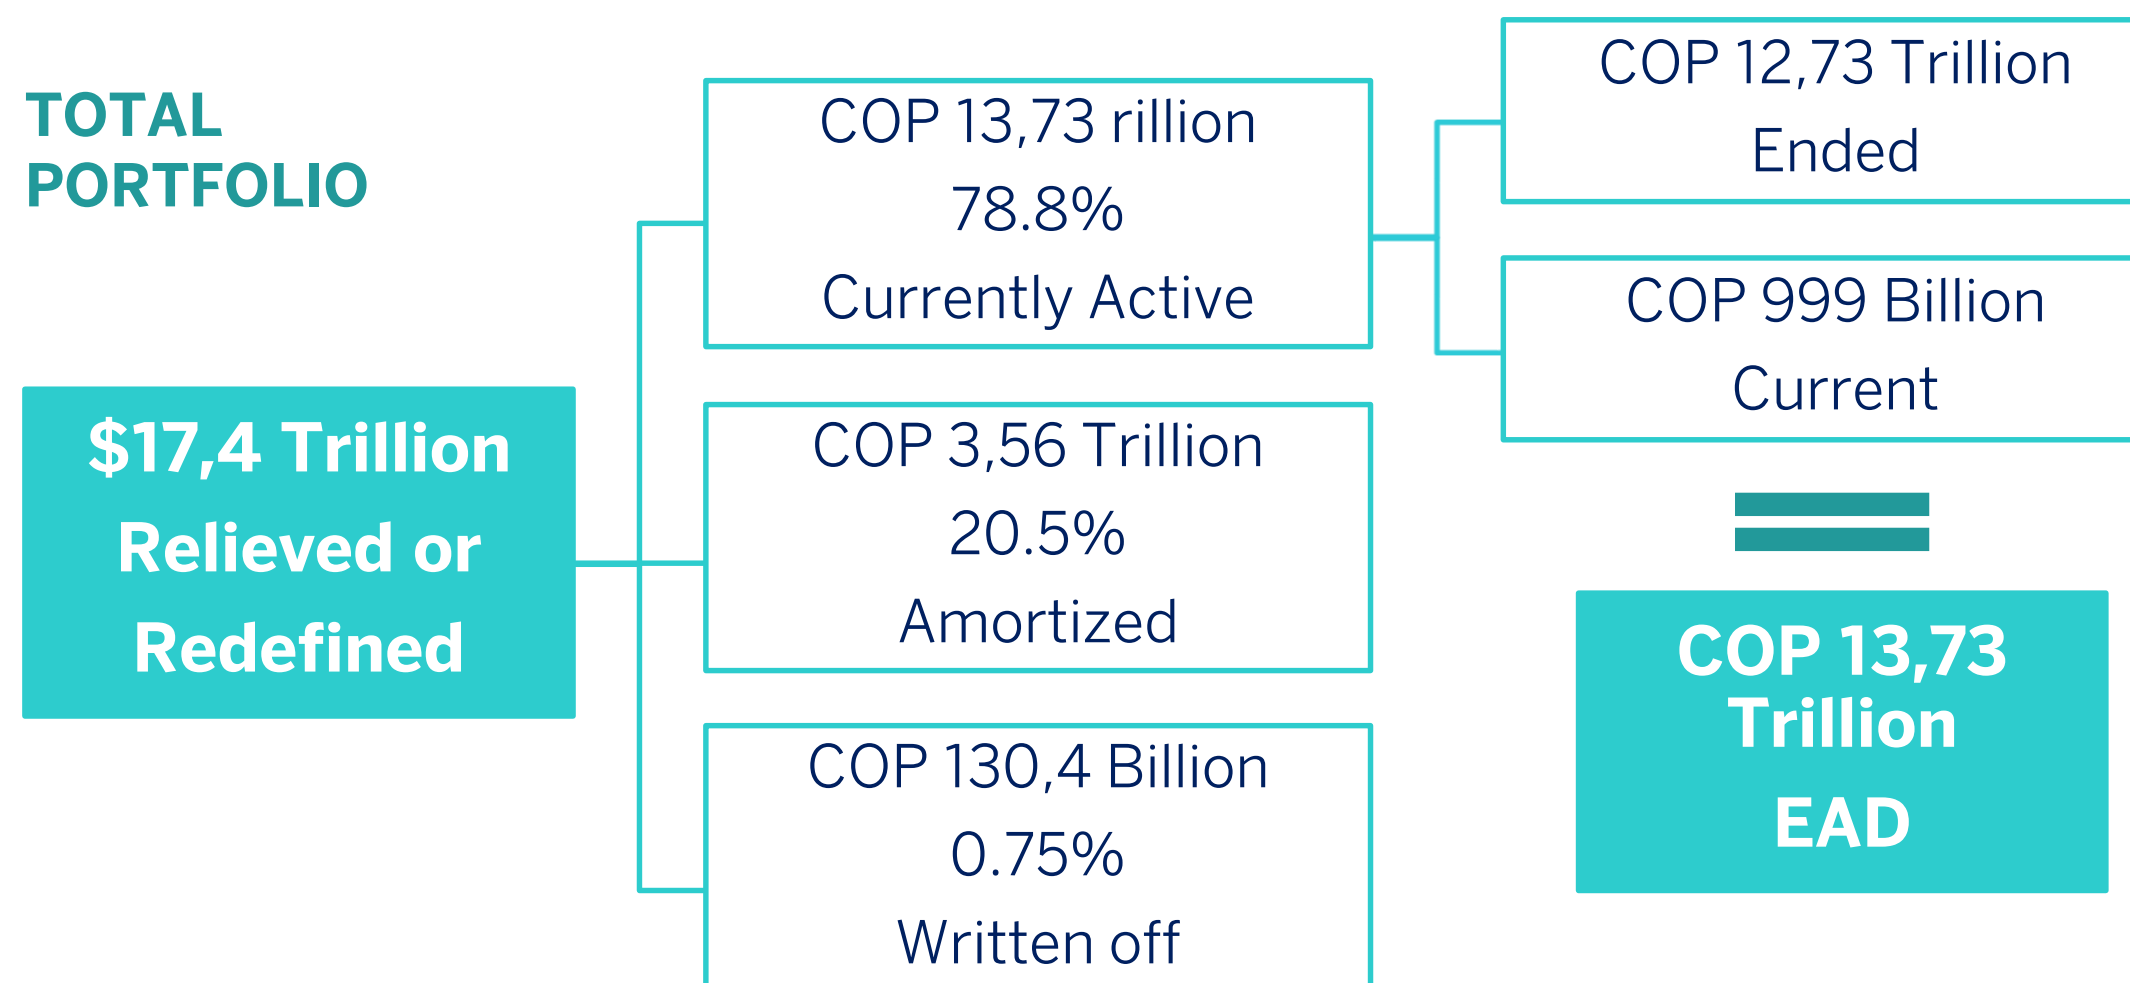 TOTAL
PORTFOLIO
$17,4 Trillion
Relieved or
Redefined
COP 13,73 rillion
78.8%
Currently Active
COP 3,56 Trillion
20.5%
Amortized
COP 130,4 Billion
0.75%
Written off
COP 12,73 Trillion
Ended
COP 999 Billion
Current
COP 13,73
Trillion
EAD